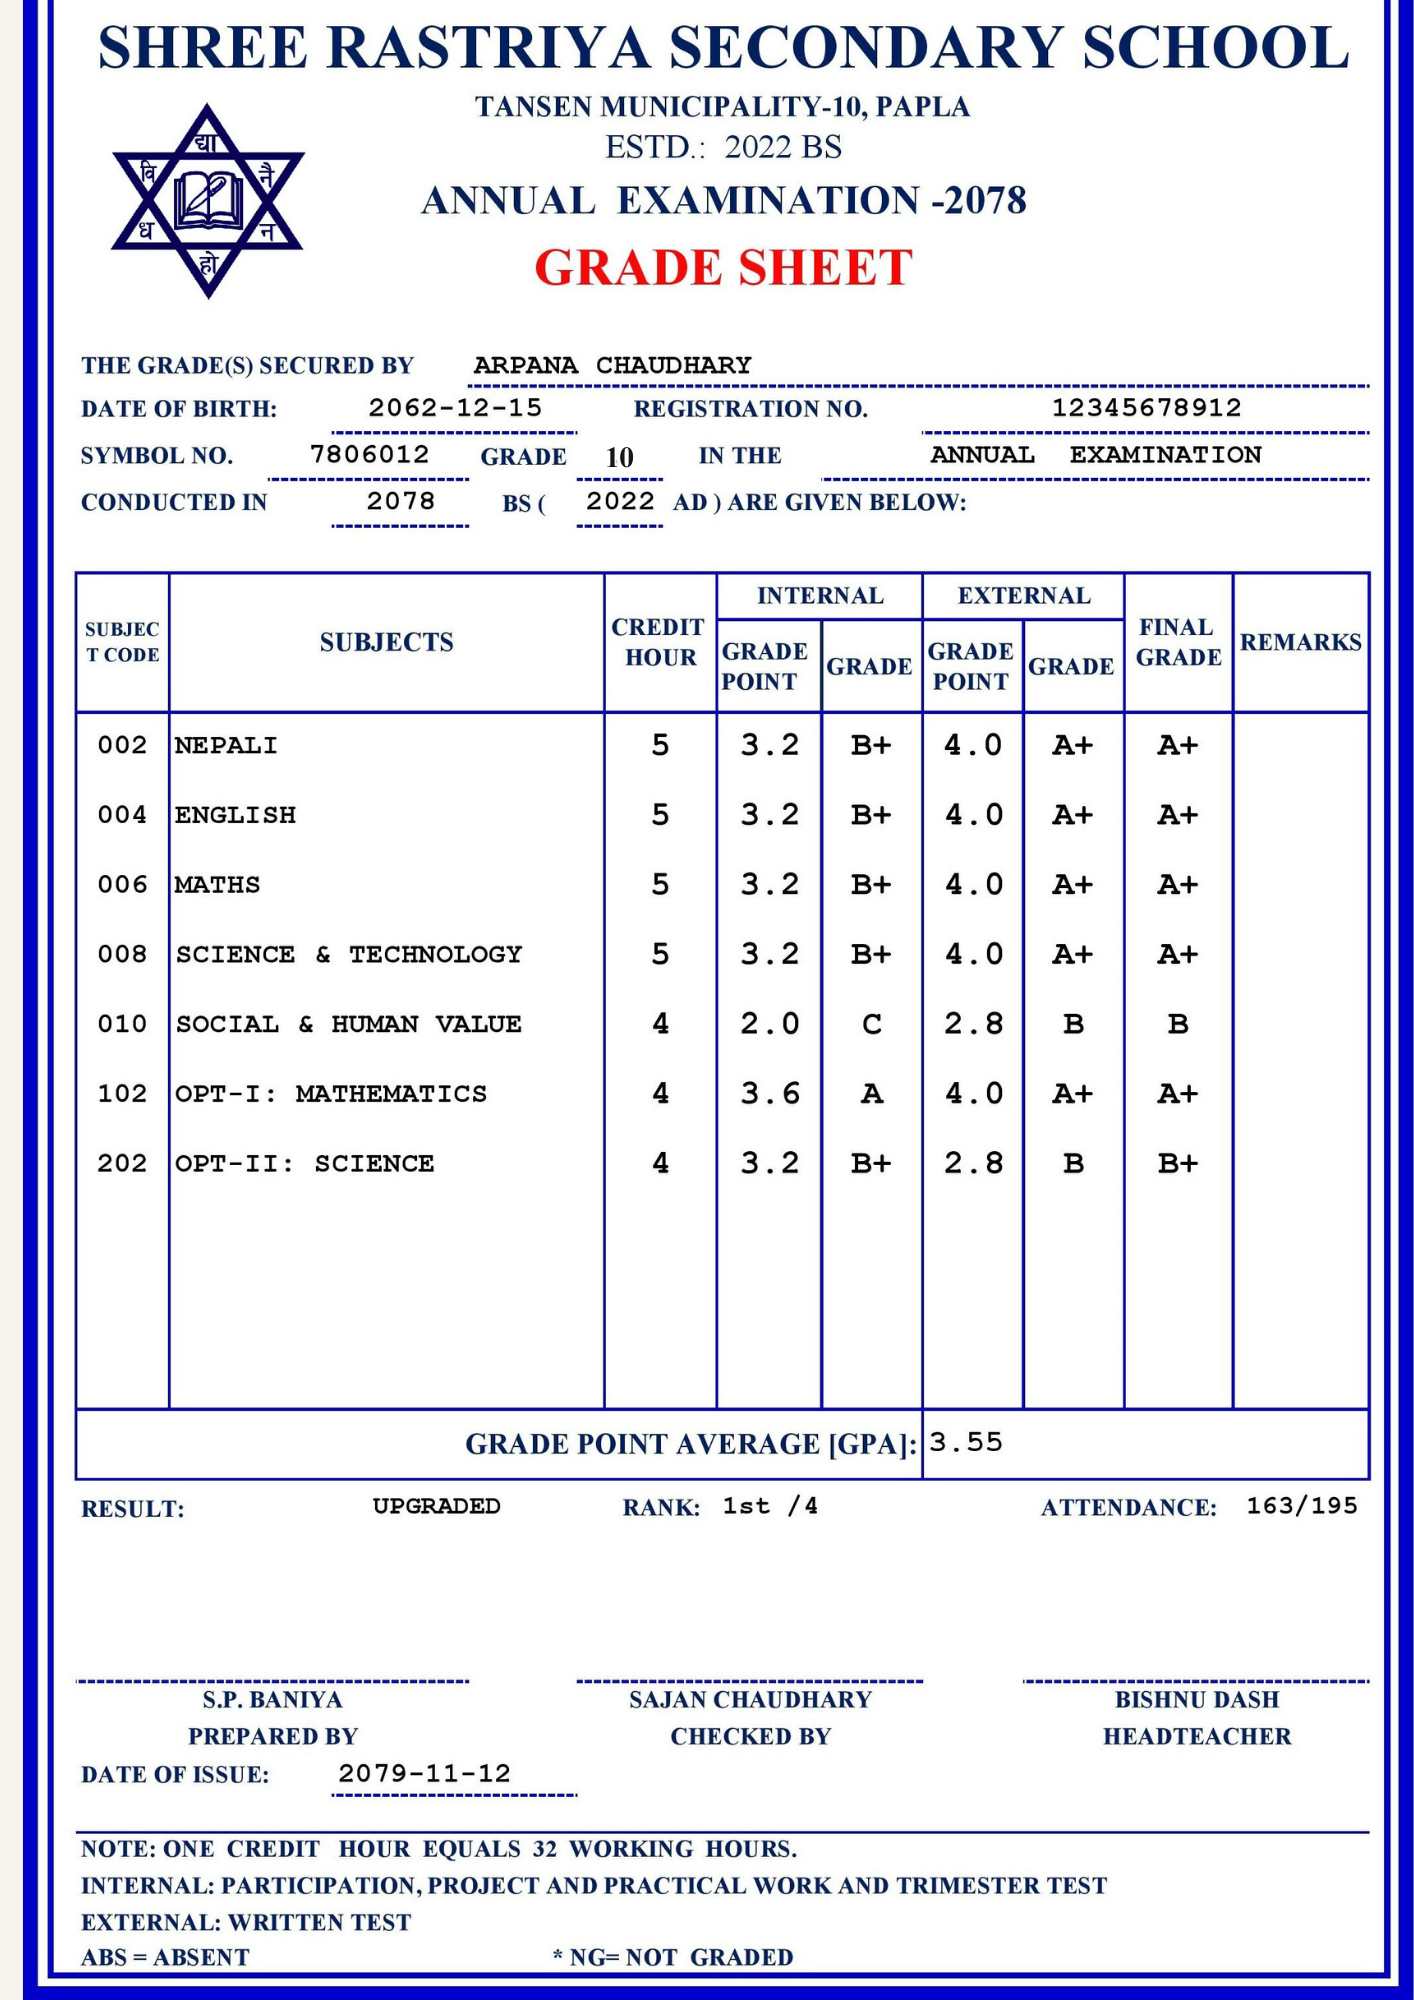 SHREE RASTRIYA SECONDARY SCHOOL
TANSEN MUNICIPALITY-10, PAPLA
ESTD.: 2022 BS
ANNUAL EXAMINATION -2078
GRADE SHEET
द्या
वि नै
ध न
हो
THE GRADE(S) SECURED BY ARPANA CHAUDHARY
DATE OF BIRTH: 2062-12-15 REGISTRATION NO. 12345678912
SYMBOL NO. 7806012 GRADE 10 IN THE ANNUAL EXAMINATION
CONDUCTED IN 2078 BS ( 2022 AD ) ARE GIVEN BELOW:
SUBJEC T CODE SUBJECTS CREDIT HOUR INTERNAL EXTERNAL FINAL GRADE REMARKS
GRADE POINT GRADE GRADE POINT GRADE
002 NEPALI 5 3.2 B+ 4.0 A+ A+
004 ENGLISH 5 3.2 B+ 4.0 A+ A+
006 MATHS 5 3.2 B+ 4.0 A+ A+
008 SCIENCE & TECHNOLOGY 5 3.2 B+ 4.0 A+ A+
010 SOCIAL & HUMAN VALUE 4 2.0 C 2.8 B B
102 OPT-I: MATHEMATICS 4 3.6 A 4.0 A+ A+
202 OPT-II: SCIENCE 4 3.2 B+ 2.8 B B+
GRADE POINT AVERAGE [GPA]: 3.55
RESULT: UPGRADED RANK: 1st /4 ATTENDANCE: 163/195
S.P. BANIYA SAJAN CHAUDHARY BISHNU DASH
PREPARED BY CHECKED BY HEADTEACHER
DATE OF ISSUE: 2079-11-12
NOTE: ONE CREDIT HOUR EQUALS 32 WORKING HOURS.
INTERNAL: PARTICIPATION, PROJECT AND PRACTICAL WORK AND TRIMESTER TEST
EXTERNAL: WRITTEN TEST
ABS = ABSENT * NG= NOT GRADED